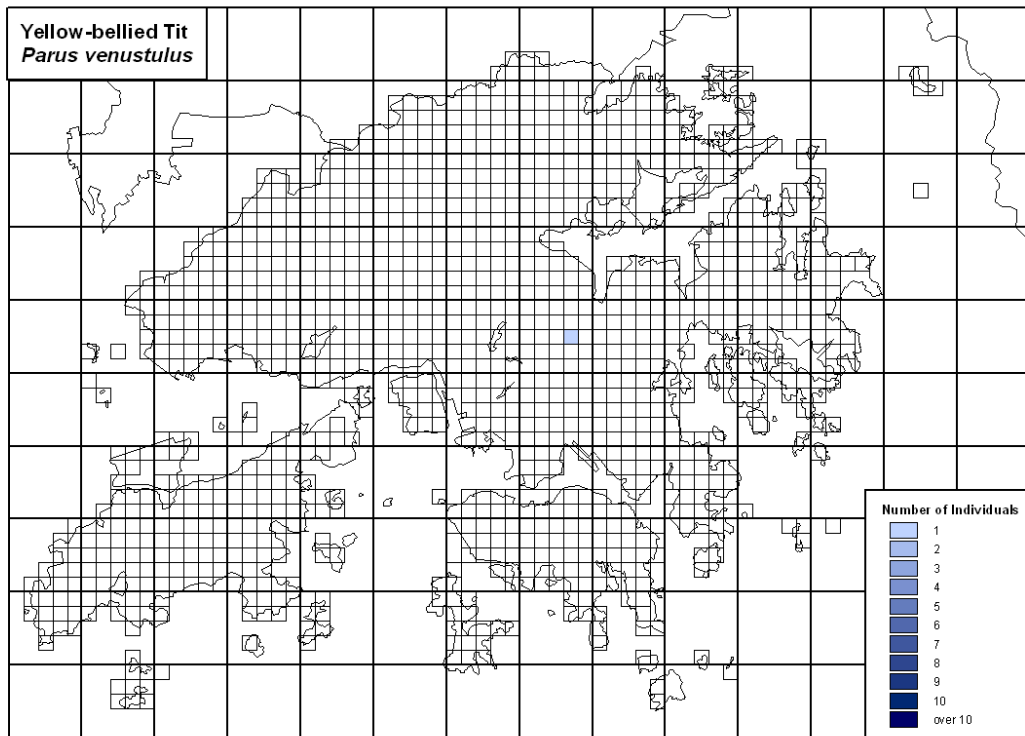 Yellow-bellied Tit
Parus venustulus
Number of Individuals
1
2
3
4
5
6
7
8
9
10
over 10